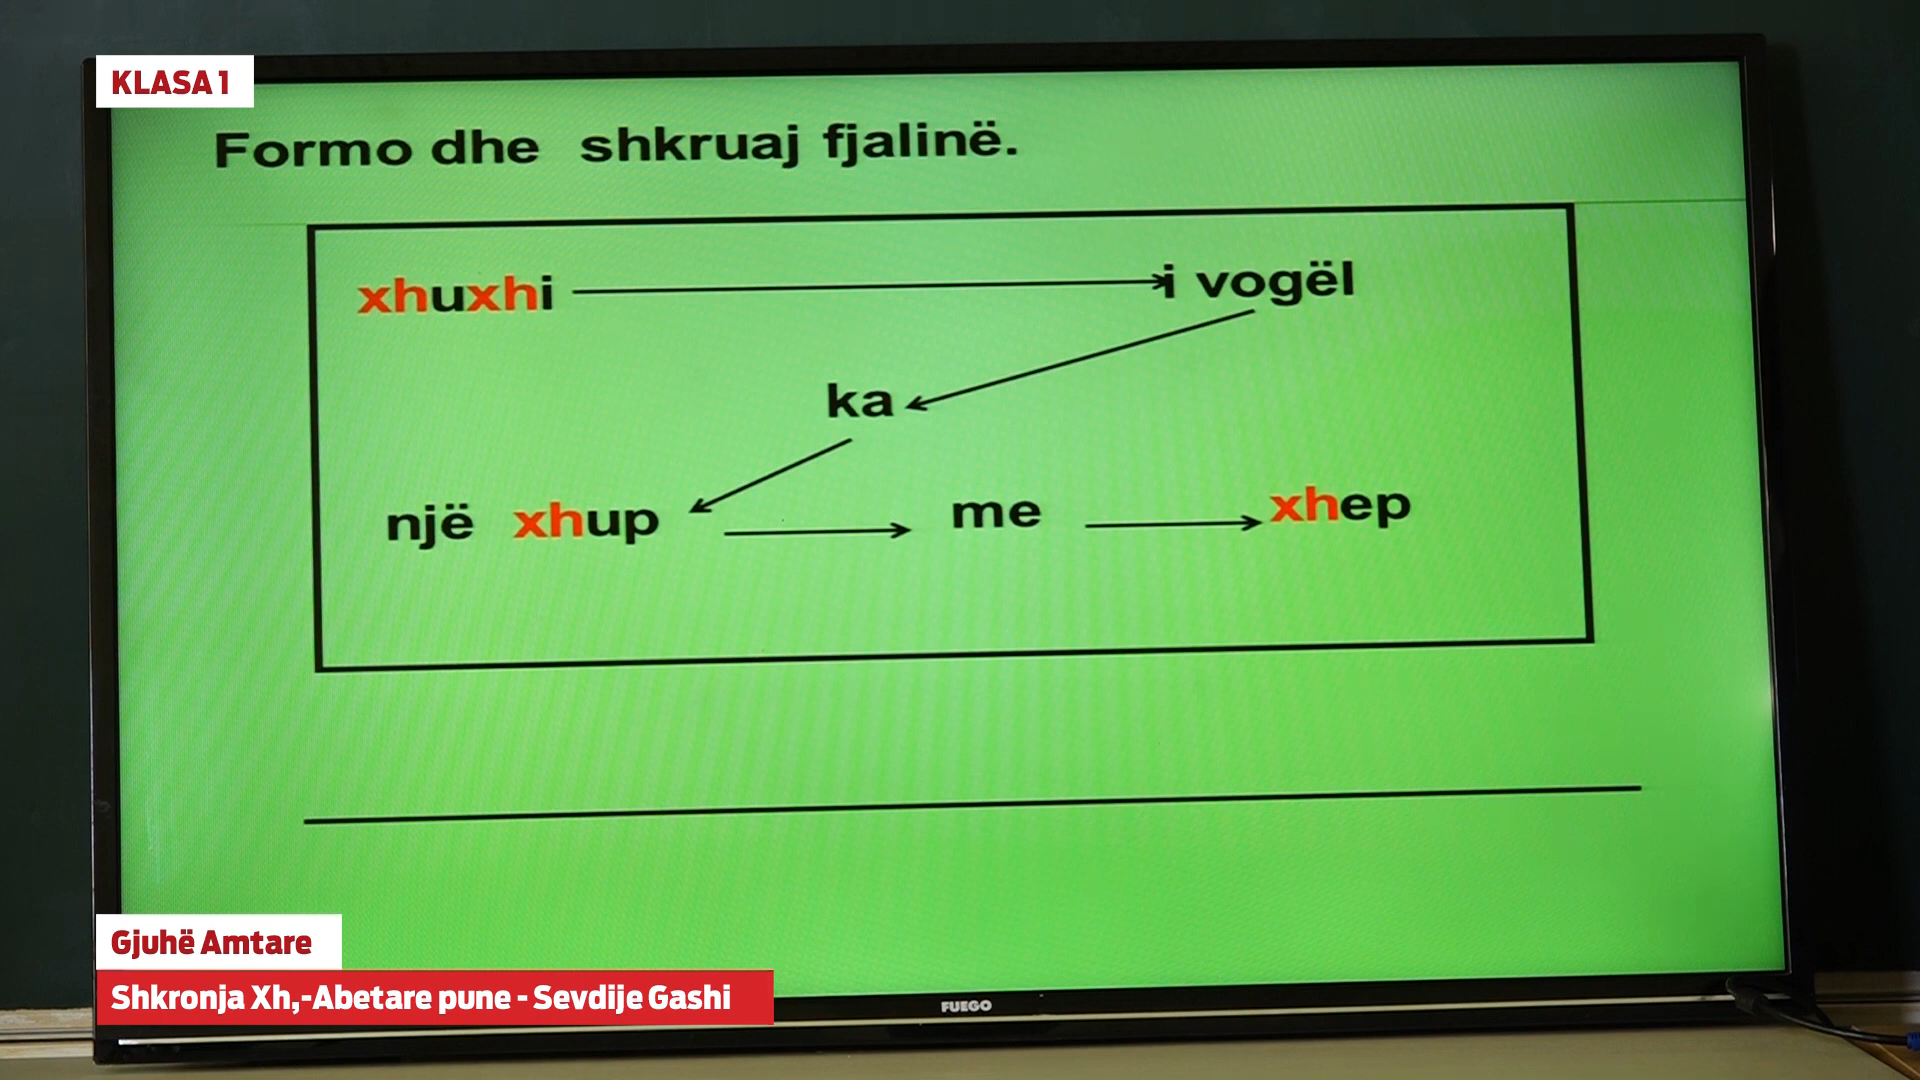 KLASA 1
Formo dhe shkruaj fjalinë.
xhuxhi i vogël
ka
një xhup me xhep
Gjuhë Amtare
Shkronja Xh,-Abetare pune - Sevdije Gashi
FUEGO